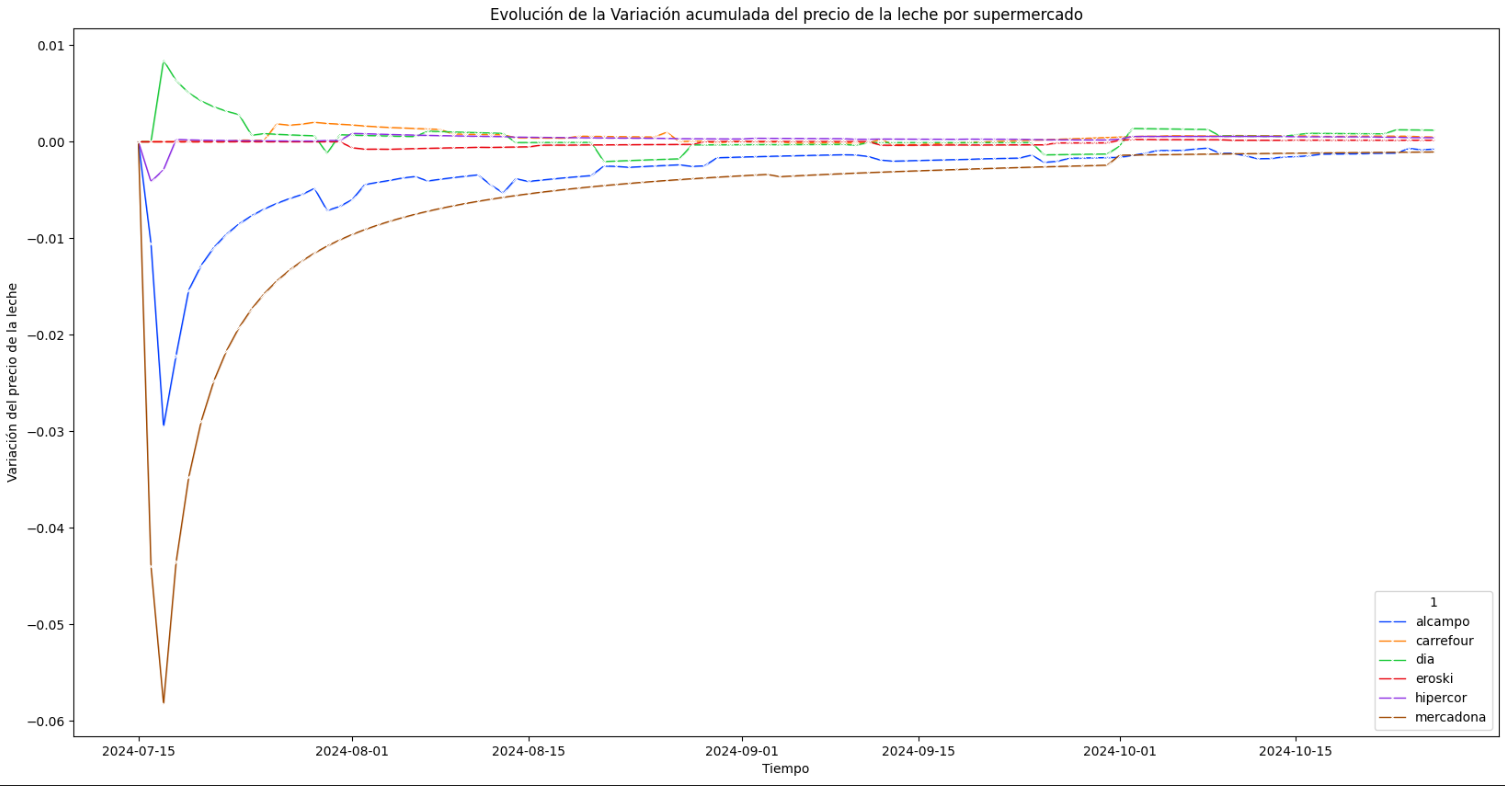 Evolución de la Variación acumulada del precio de la leche por supermercado
0.01
0.00
−0.01
−0.02
−0.03
−0.04
−0.05
−0.06
Variación del precio de la leche
2024-07-15
2024-08-01
2024-08-15
2024-09-01
2024-09-15
2024-10-01
2024-10-15
Tiempo
1
alcampo
carrefour
dia
eroski
hipercor
mercadona